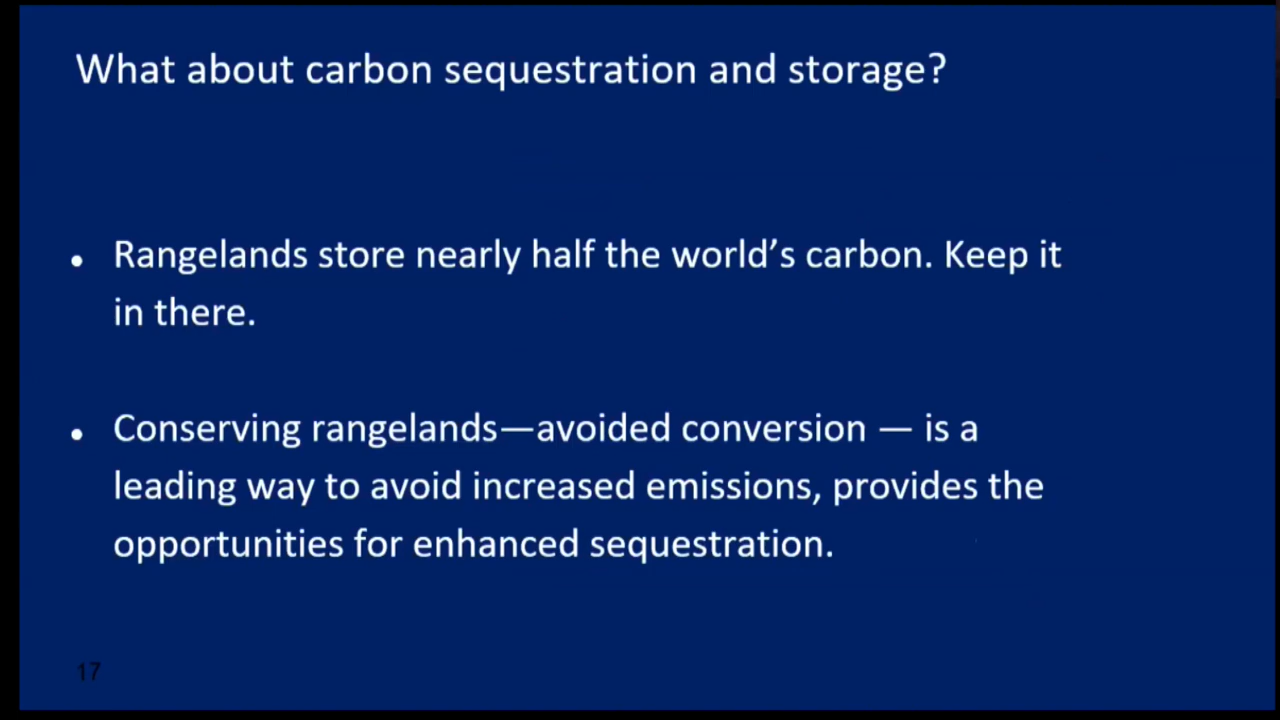 What about carbon sequestration and storage?
• Rangelands store nearly half the world’s carbon. Keep it
in there.
• Conserving rangelands—avoided conversion — is a
leading way to avoid increased emissions, provides the
opportunities for enhanced sequestration.
17